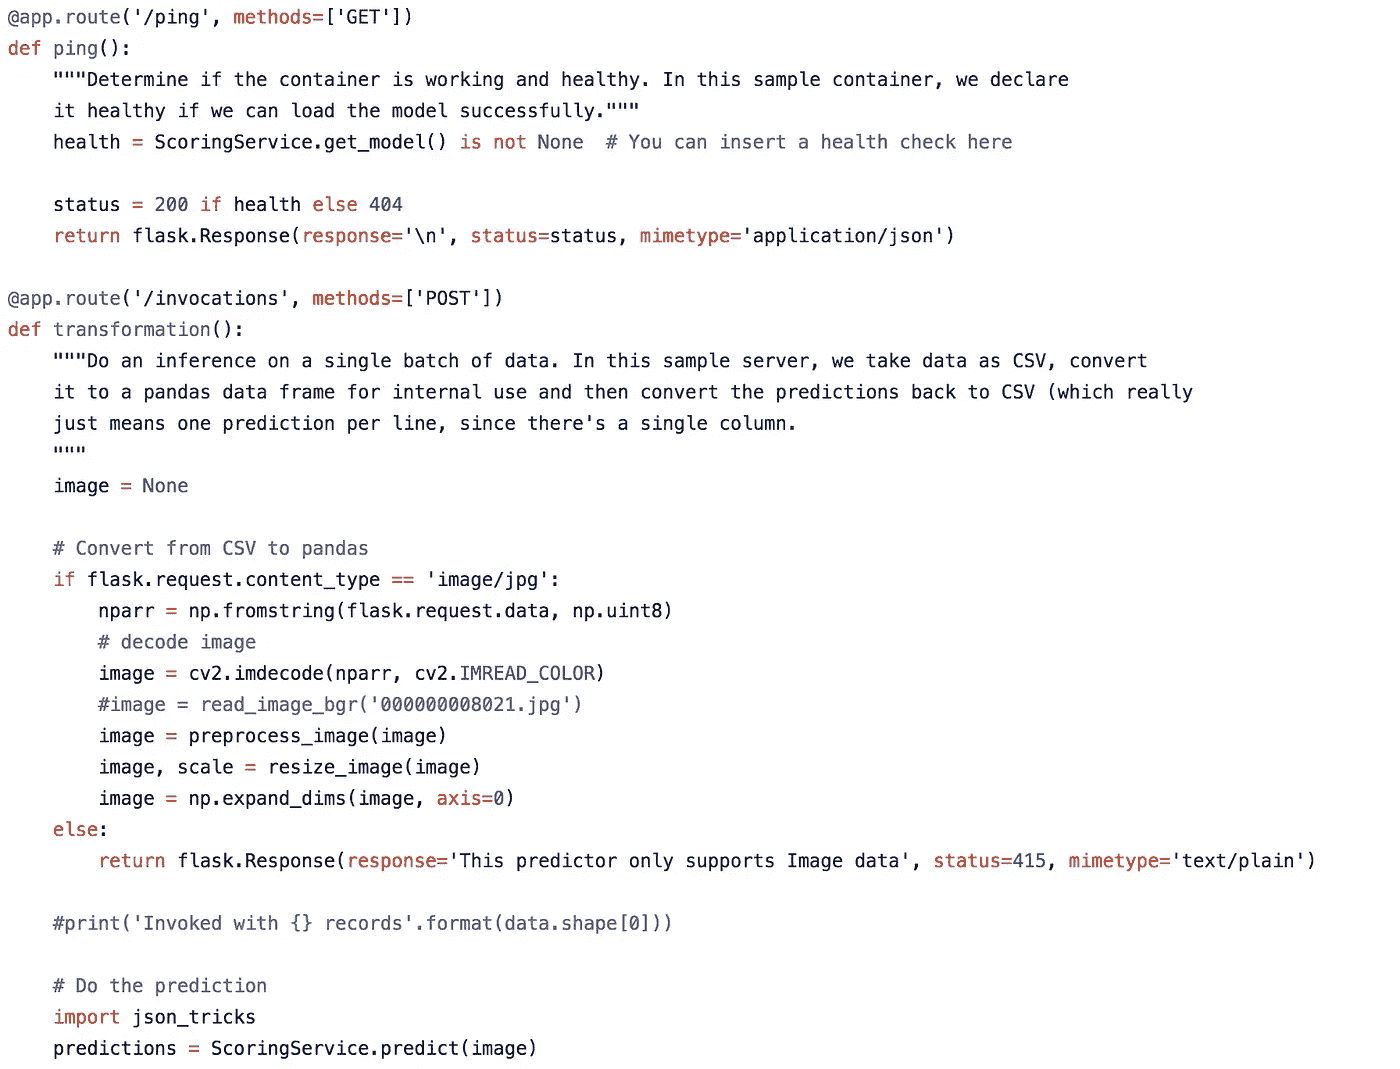 @app.route('/ping', methods=['GET'])
def ping():
    """Determine if the container is working and healthy. In this sample container, we declare
    it healthy if we can load the model successfully."""
    health = ScoringService.get_model() is not None  # You can insert a health check here

    status = 200 if health else 404
    return flask.Response(response='\n', status=status, mimetype='application/json')

@app.route('/invocations', methods=['POST'])
def transformation():
    """Do an inference on a single batch of data. In this sample server, we take data as CSV, convert
    it to a pandas data frame for internal use and then convert the predictions back to CSV (which really
    just means one prediction per line, since there's a single column.
    """
    image = None

    # Convert from CSV to pandas
    if flask.request.content_type == 'image/jpg':
        nparr = np.fromstring(flask.request.data, np.uint8)
        # decode image
        image = cv2.imdecode(nparr, cv2.IMREAD_COLOR)
        #image = read_image_bgr('000000008021.jpg')
        image = preprocess_image(image)
        image, scale = resize_image(image)
        image = np.expand_dims(image, axis=0)
    else:
        return flask.Response(response='This predictor only supports Image data', status=415, mimetype='text/plain')

    #print('Invoked with {} records'.format(data.shape[0]))

    # Do the prediction
    import json_tricks
    predictions = ScoringService.predict(image)